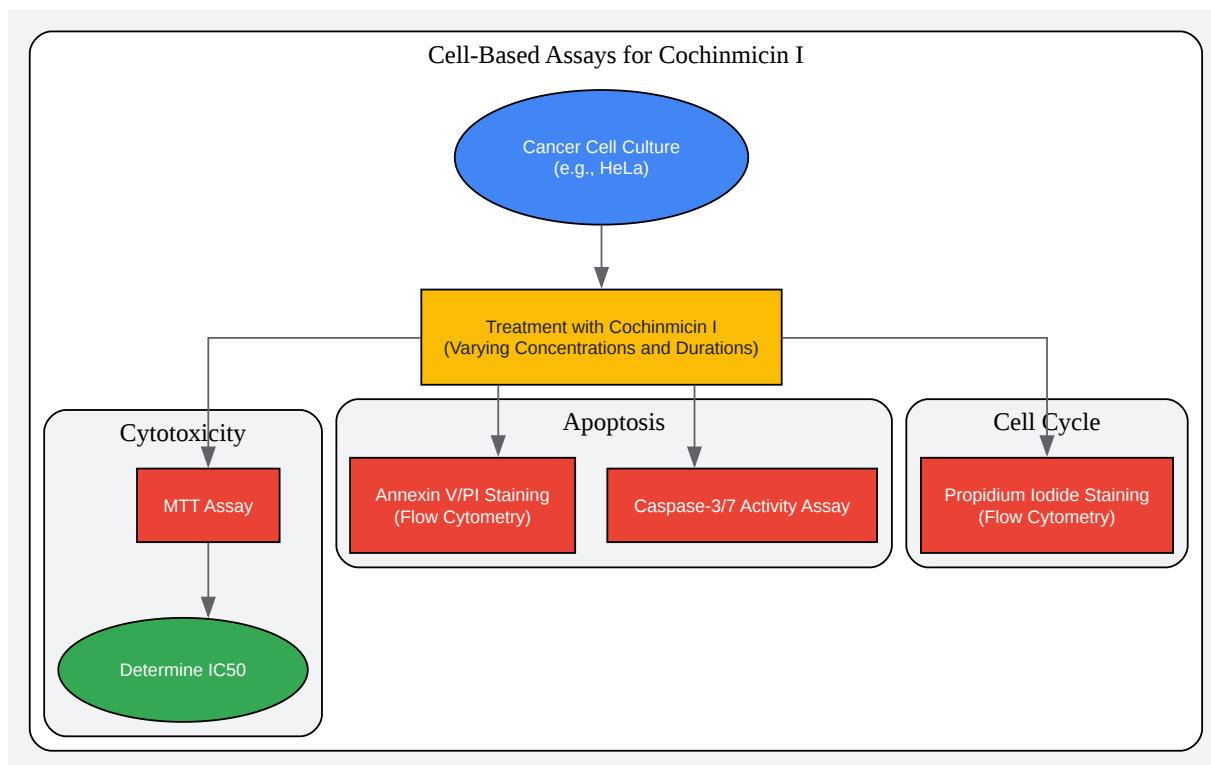 Cell-Based Assays for Cochinmicin I
Cancer Cell Culture
(e.g., HeLa)
Treatment with Cochinmicin I
(Varying Concentrations and Durations)
Cytotoxicity
MTT Assay
Determine IC50
Apoptosis
Annexin V/PI Staining
(Flow Cytometry)
Caspase-3/7 Activity Assay
Cell Cycle
Propidium Iodide Staining
(Flow Cytometry)